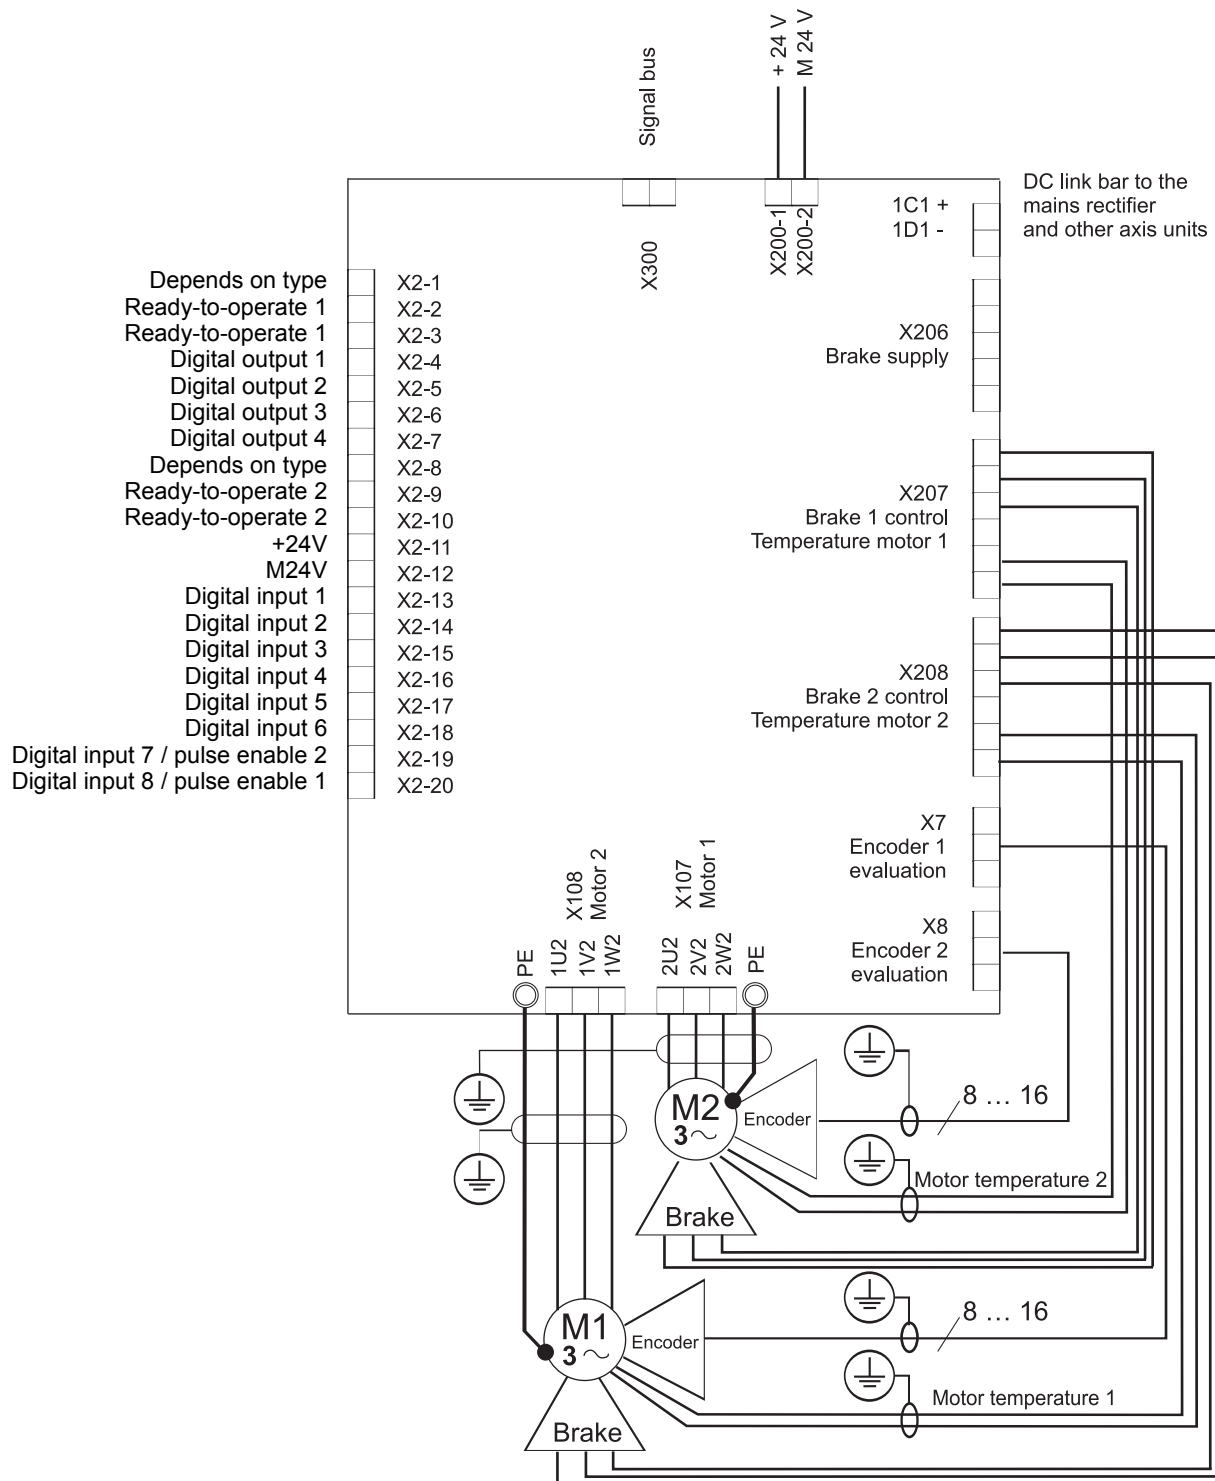 Signal bus
+ 24 V
M 24 V
X300
X200-1
X200-2
1C1 +
1D1 -
DC link bar to the
mains rectifier
and other axis units
Depends on type X2-1
Ready-to-operate 1 X2-2
Ready-to-operate 1 X2-3
Digital output 1 X2-4
Digital output 2 X2-5
Digital output 3 X2-6
Digital output 4 X2-7
Depends on type X2-8
Ready-to-operate 2 X2-9
Ready-to-operate 2 X2-10
+24V X2-11
M24V X2-12
Digital input 1 X2-13
Digital input 2 X2-14
Digital input 3 X2-15
Digital input 4 X2-16
Digital input 5 X2-17
Digital input 6 X2-18
Digital input 7 / pulse enable 2 X2-19
Digital input 8 / pulse enable 1 X2-20
X206
Brake supply
X207
Brake 1 control
Temperature motor 1
X208
Brake 2 control
Temperature motor 2
X7
Encoder 1
evaluation
X8
Encoder 2
evaluation
X108
Motor 2
X107
Motor 1
PE
1U2
1V2
1W2
2U2
2V2
2W2
PE
M2
3
Encoder
8 ... 16
Motor temperature 2
Brake
M1
3
Encoder
8 ... 16
Motor temperature 1
Brake